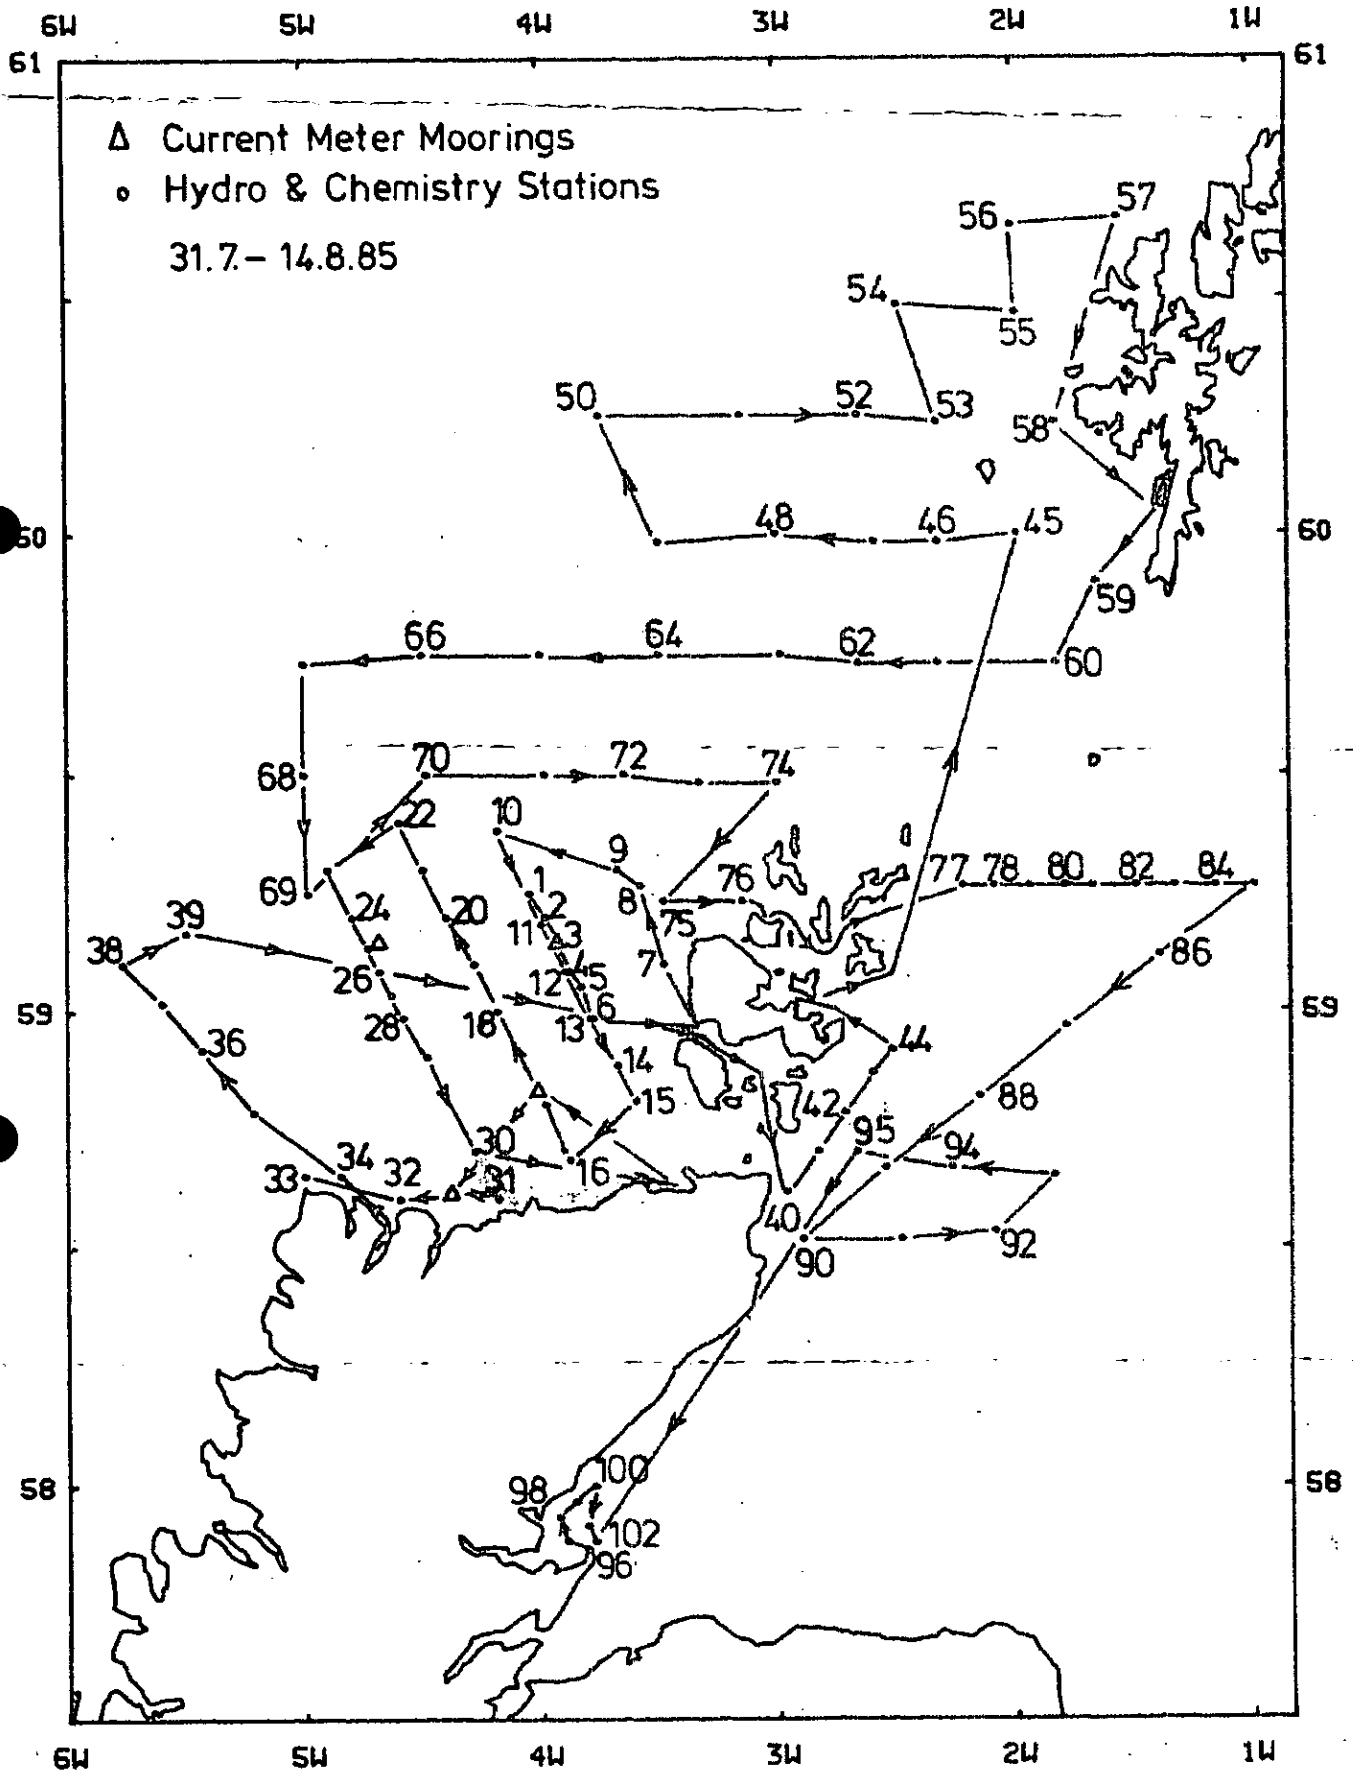 6W 5W 4W 3W 2W 1W
61 61
Δ Current Meter Moorings
∘ Hydro & Chemistry Stations
31.7.– 14.8.85
56 57
54
55
50 52 53
58
48 46 45
60 60
59
66 64 62 60
68 70 72 74
22 10
9
69 1 8 75 76 77 78 80 82 84
24 20 2
39 11 3
38 26 12 4 5 7 86
59 28 18 13 6 59
36 14 44
15 42 88
30 95 94
33 34 32 31 16
40
90 92
58 98 100 58
102
96
6W 5W 4W 3W 2W 1W